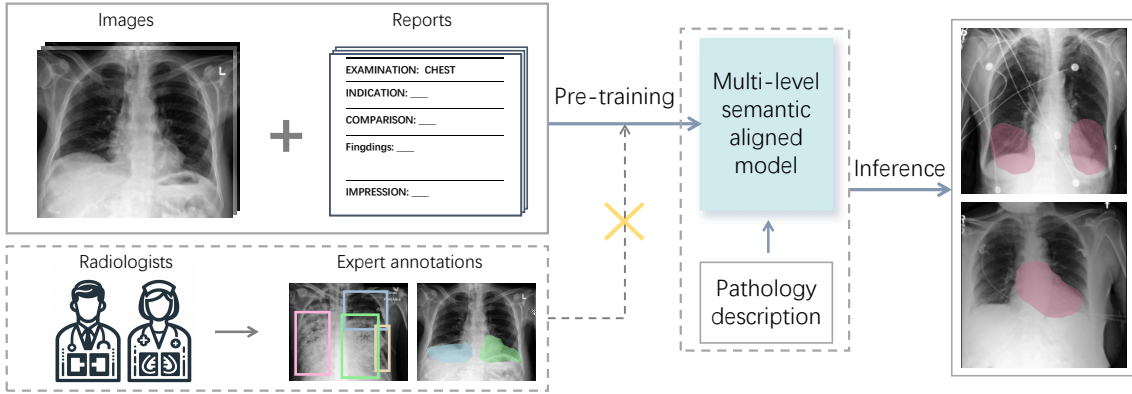 Images
Reports
L
EXAMINATION: CHEST
INDICATION: ___
COMPARISON: ___
Fingdings: ___
IMPRESSION: ___
Pre-training
Multi-level
semantic
aligned
model
Inference
Radiologists
Expert annotations
L
Pathology
description